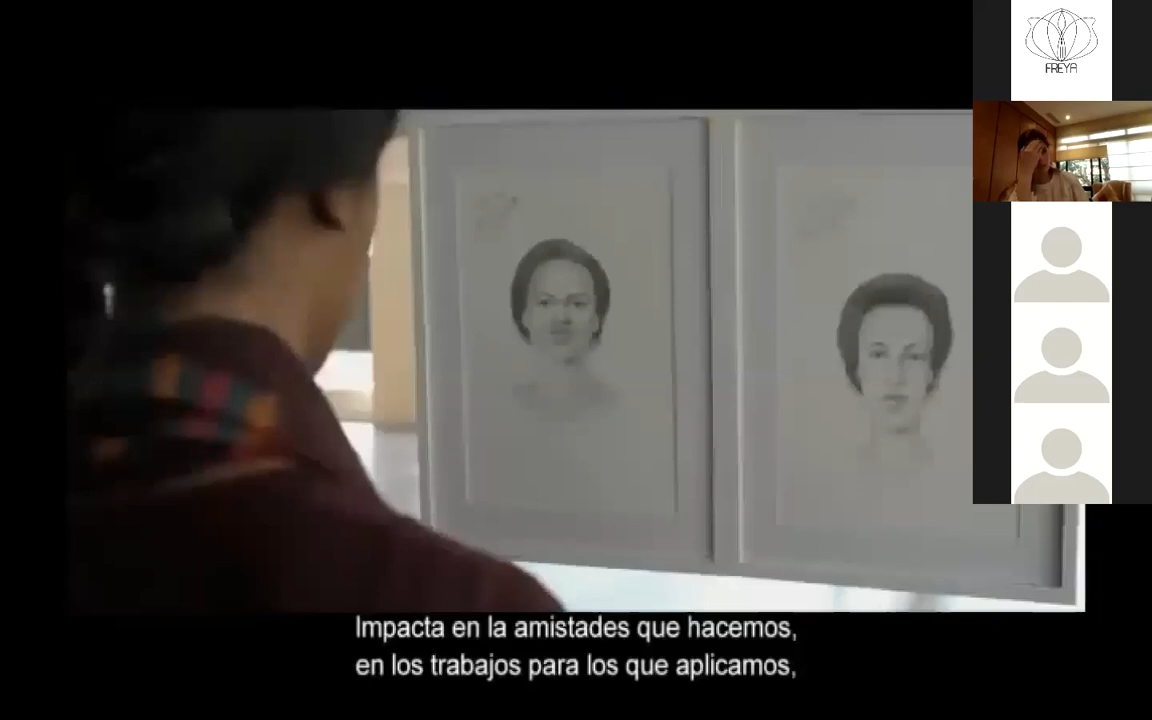 FREYA
Impacta en la amistades que hacemos,
en los trabajos para los que aplicamos,